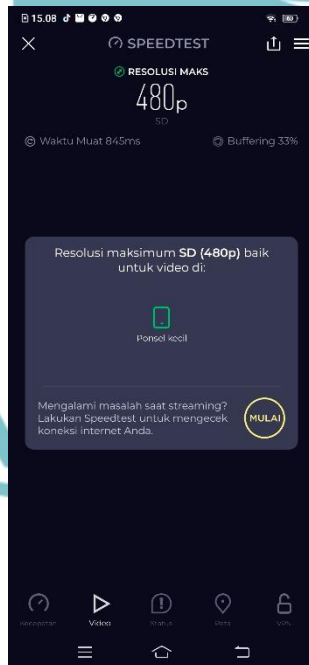 15.08
SPEEDTEST
RESOLUSI MAKS
480p
SD
Waktu Muat 845ms
Buffering 33%
Resolusi maksimum SD (480p) baik
untuk video di:
Ponsel kecil
Mengalami masalah saat streaming?
Lakukan Speedtest untuk mengecek
koneksi internet Anda.
MULAI
Kecepatan
Video
Status
Peta
VPN